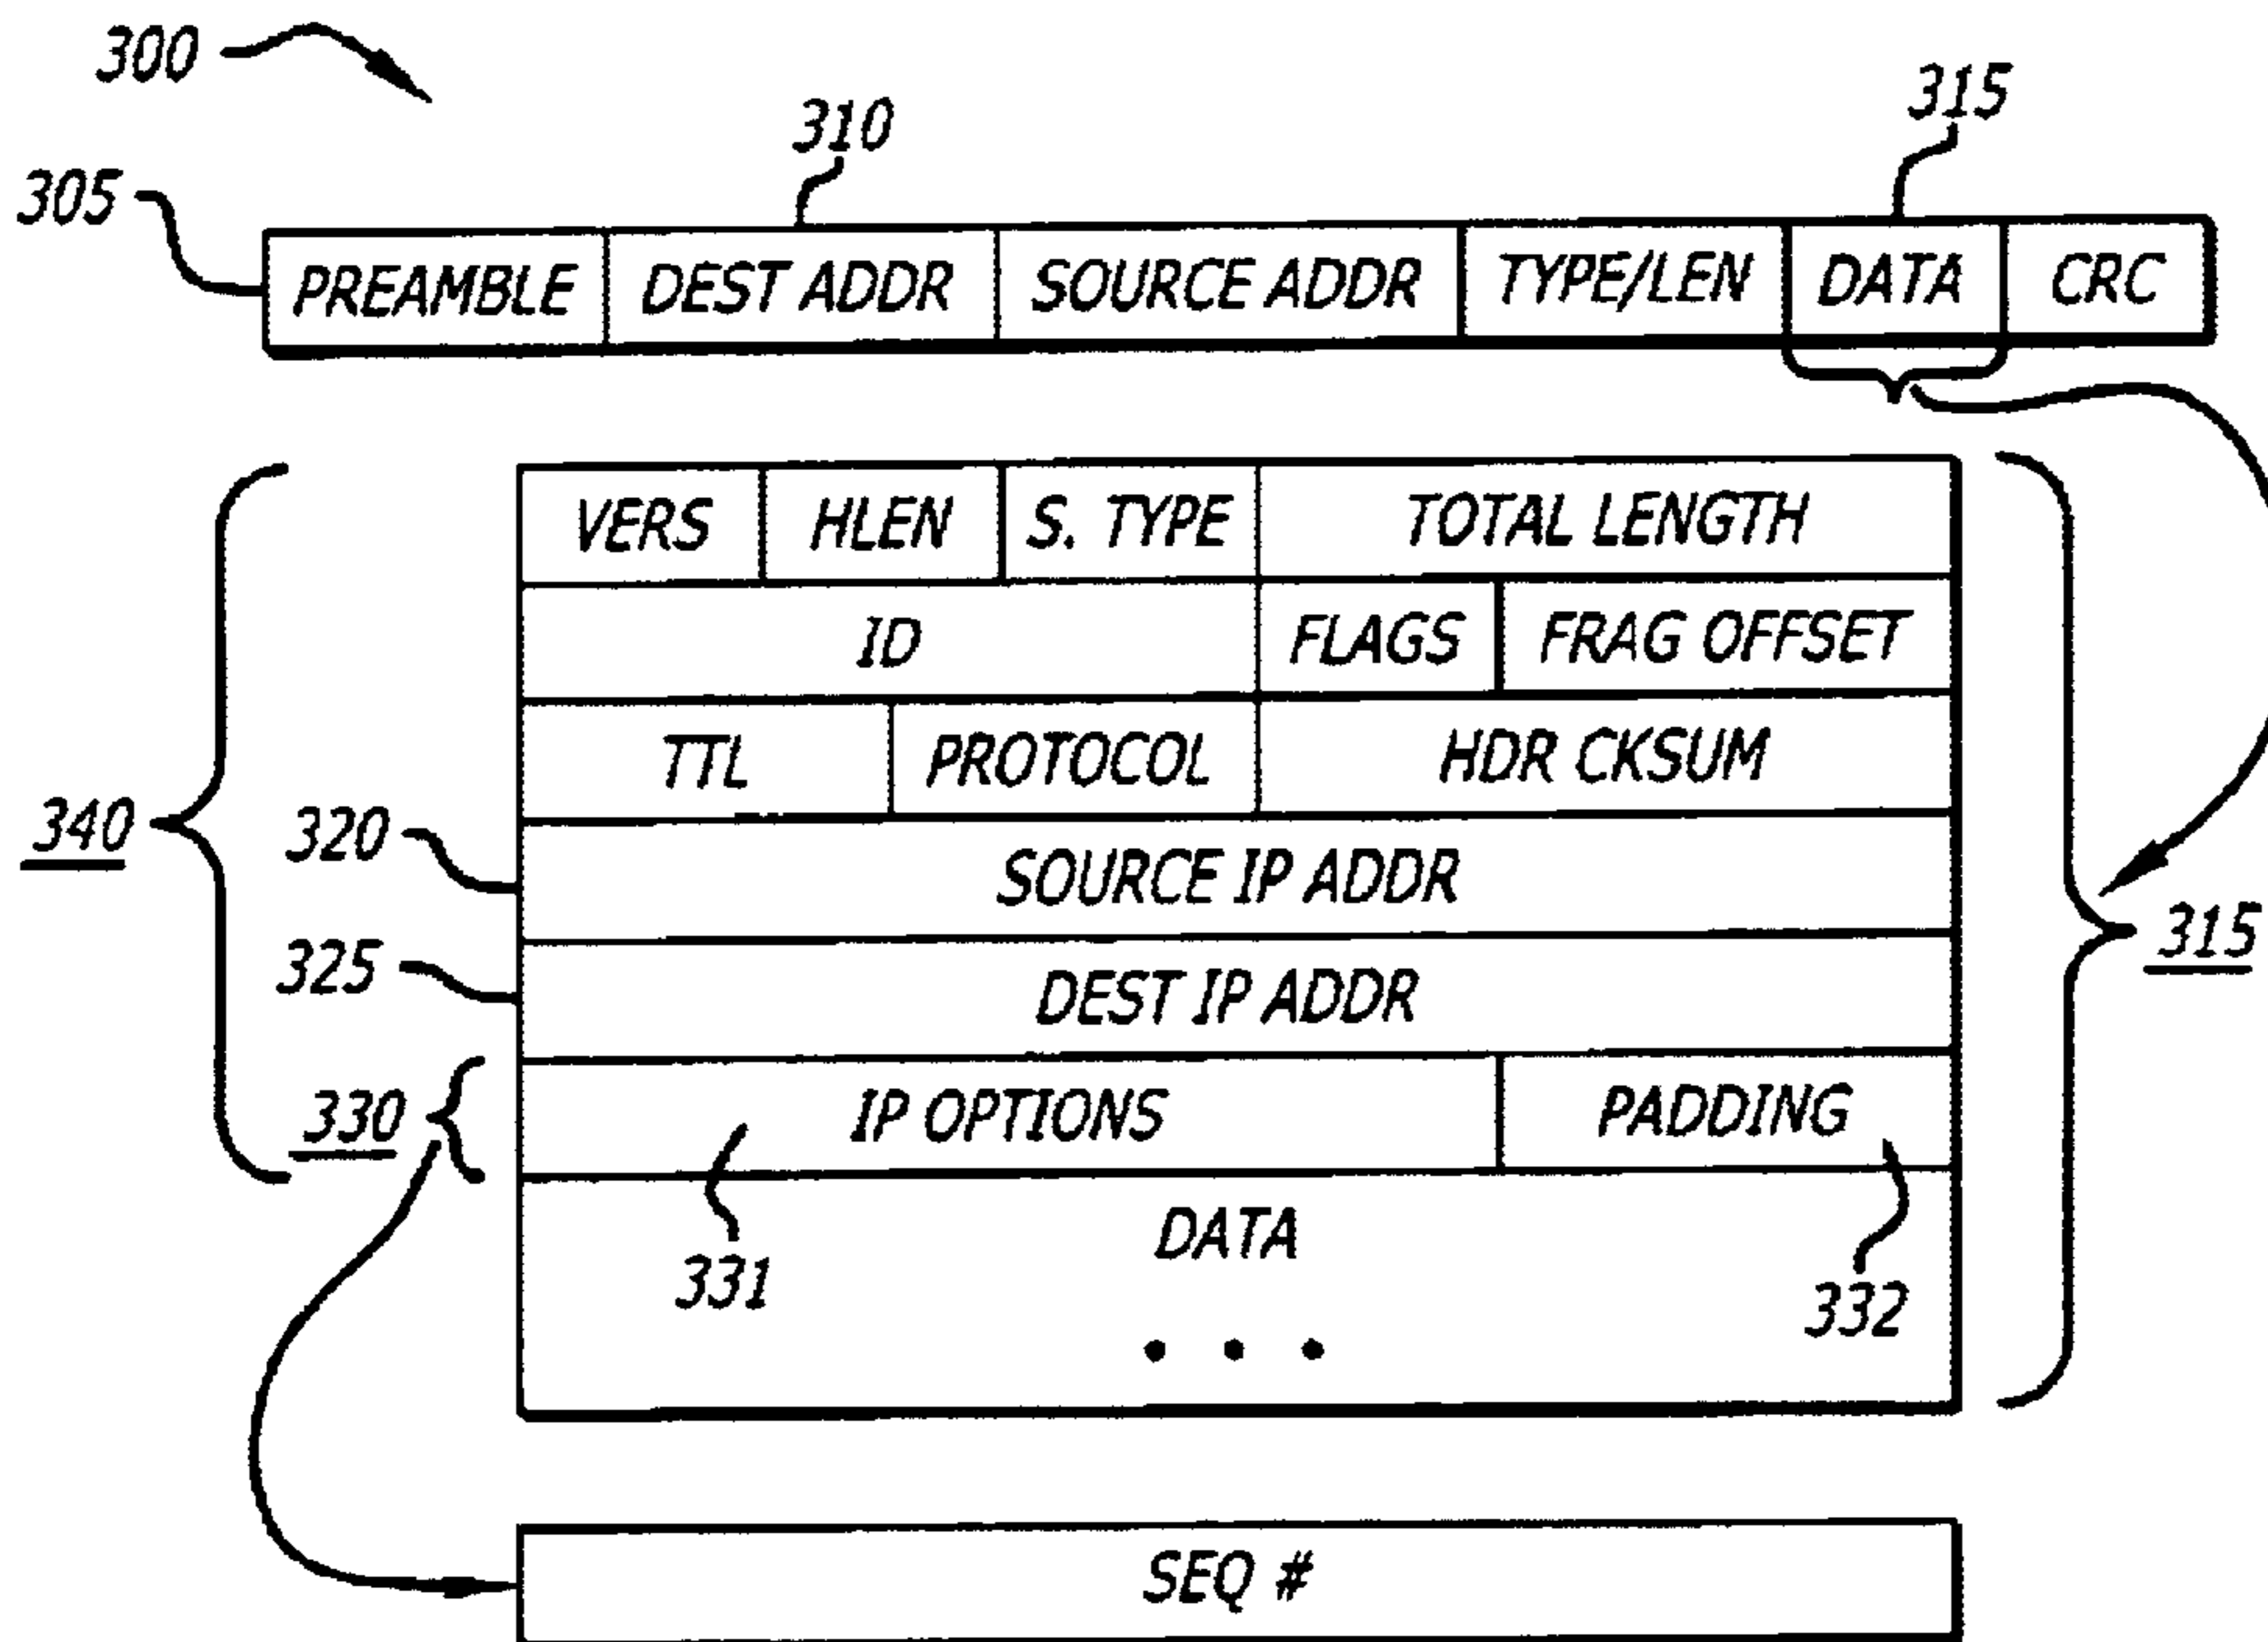 300
310
315
305
PREAMBLE DEST ADDR SOURCE ADDR TYPE/LEN DATA CRC
VERS HLEN S. TYPE TOTAL LENGTH
ID FLAGS FRAG OFFSET
TTL PROTOCOL HDR CKSUM
340
320
SOURCE IP ADDR
315
325
DEST IP ADDR
330
IP OPTIONS PADDING
DATA
331
332
• • •
SEQ #